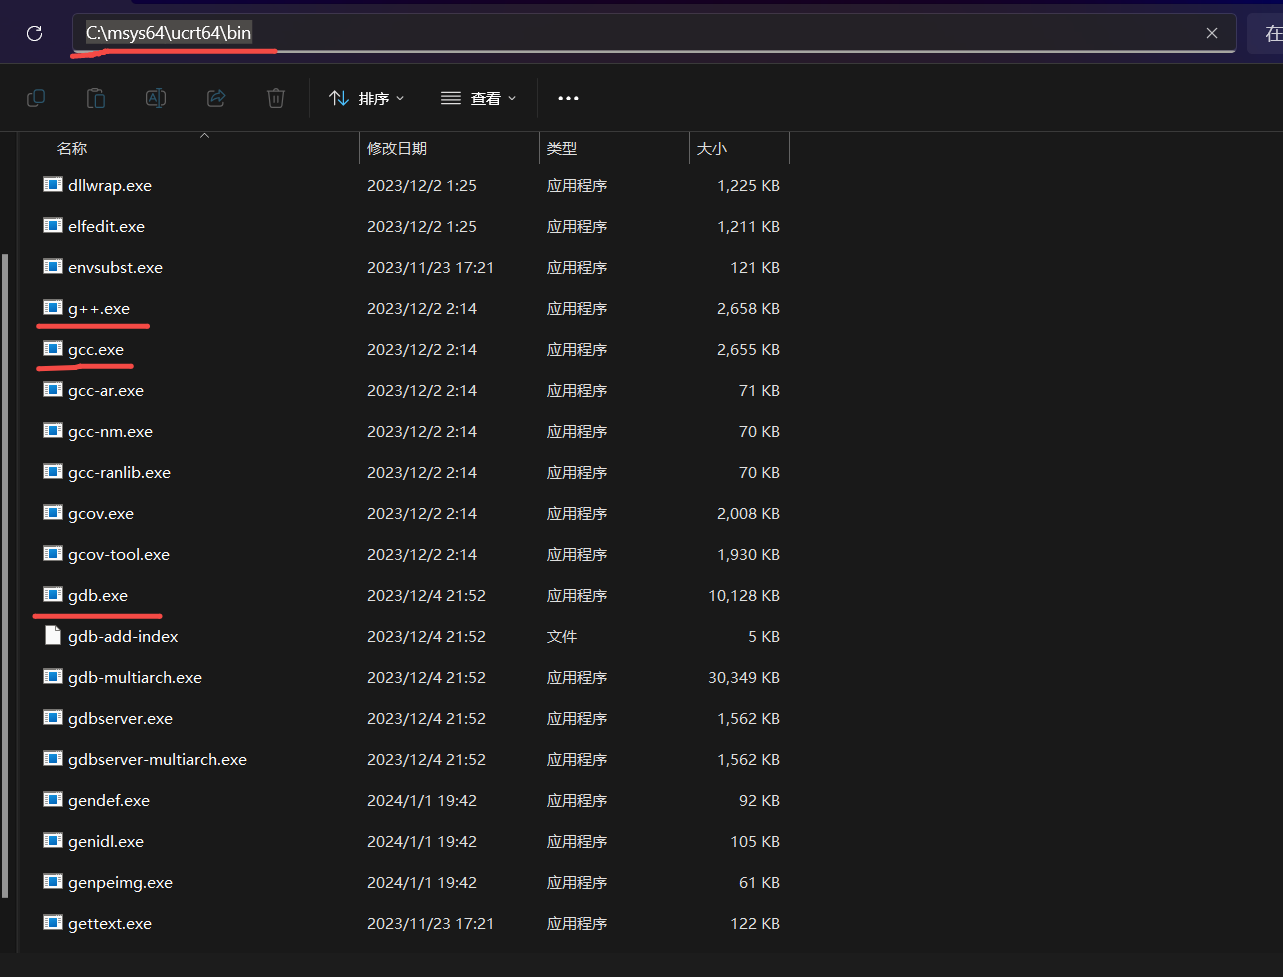 C:\msys64\ucrt64\bin
在
排序 查看
名称 修改日期 类型 大小
dllwrap.exe 2023/12/2 1:25 应用程序 1,225 KB
elfedit.exe 2023/12/2 1:25 应用程序 1,211 KB
envsubst.exe 2023/11/23 17:21 应用程序 121 KB
g++.exe 2023/12/2 2:14 应用程序 2,658 KB
gcc.exe 2023/12/2 2:14 应用程序 2,655 KB
gcc-ar.exe 2023/12/2 2:14 应用程序 71 KB
gcc-nm.exe 2023/12/2 2:14 应用程序 70 KB
gcc-ranlib.exe 2023/12/2 2:14 应用程序 70 KB
gcov.exe 2023/12/2 2:14 应用程序 2,008 KB
gcov-tool.exe 2023/12/2 2:14 应用程序 1,930 KB
gdb.exe 2023/12/4 21:52 应用程序 10,128 KB
gdb-add-index 2023/12/4 21:52 文件 5 KB
gdb-multiarch.exe 2023/12/4 21:52 应用程序 30,349 KB
gdbserver.exe 2023/12/4 21:52 应用程序 1,562 KB
gdbserver-multiarch.exe 2023/12/4 21:52 应用程序 1,562 KB
gendef.exe 2024/1/1 19:42 应用程序 92 KB
genidl.exe 2024/1/1 19:42 应用程序 105 KB
genpeimg.exe 2024/1/1 19:42 应用程序 61 KB
gettext.exe 2023/11/23 17:21 应用程序 122 KB